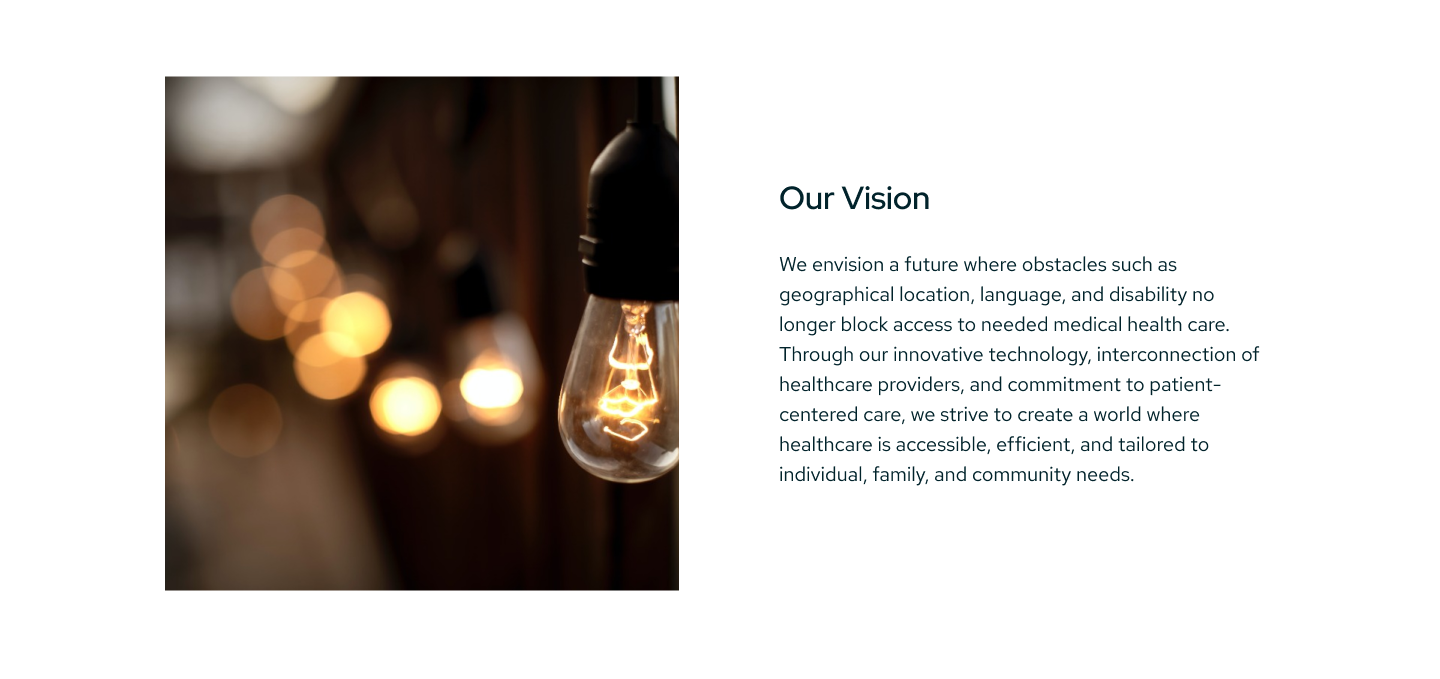 Our Vision
We envision a future where obstacles such as
geographical location, language, and disability no
longer block access to needed medical health care.
Through our innovative technology, interconnection of
healthcare providers, and commitment to patient-
centered care, we strive to create a world where
healthcare is accessible, efficient, and tailored to
individual, family, and community needs.